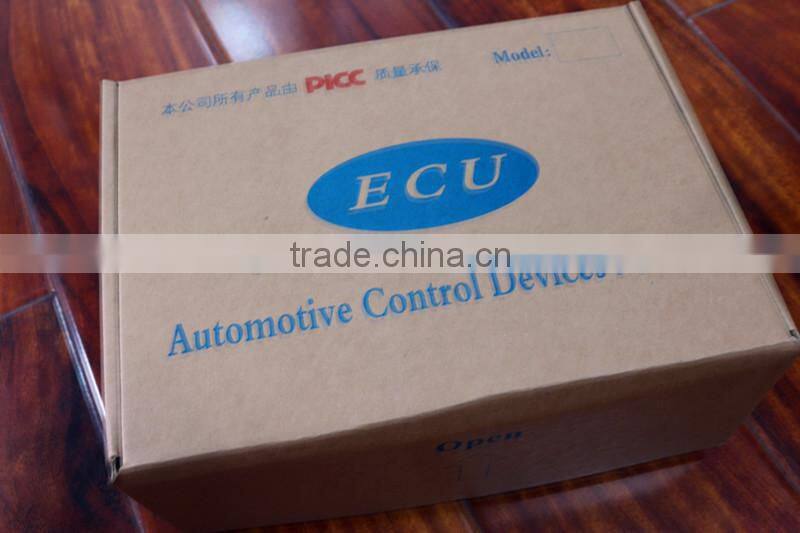 本公司所有产品由 PICC 质量承保
Model:
ECU
trade.china.cn
Automotive Control Devices
Open